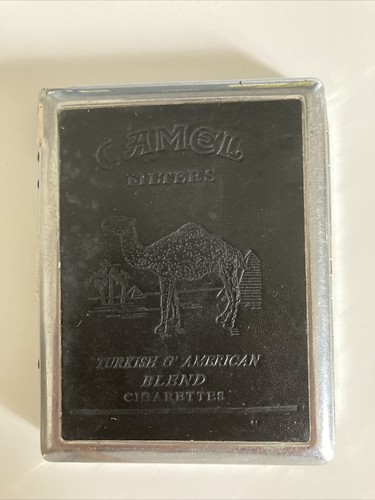 CAMEL
FILTERS
TURKISH & AMERICAN
BLEND
CIGARETTES